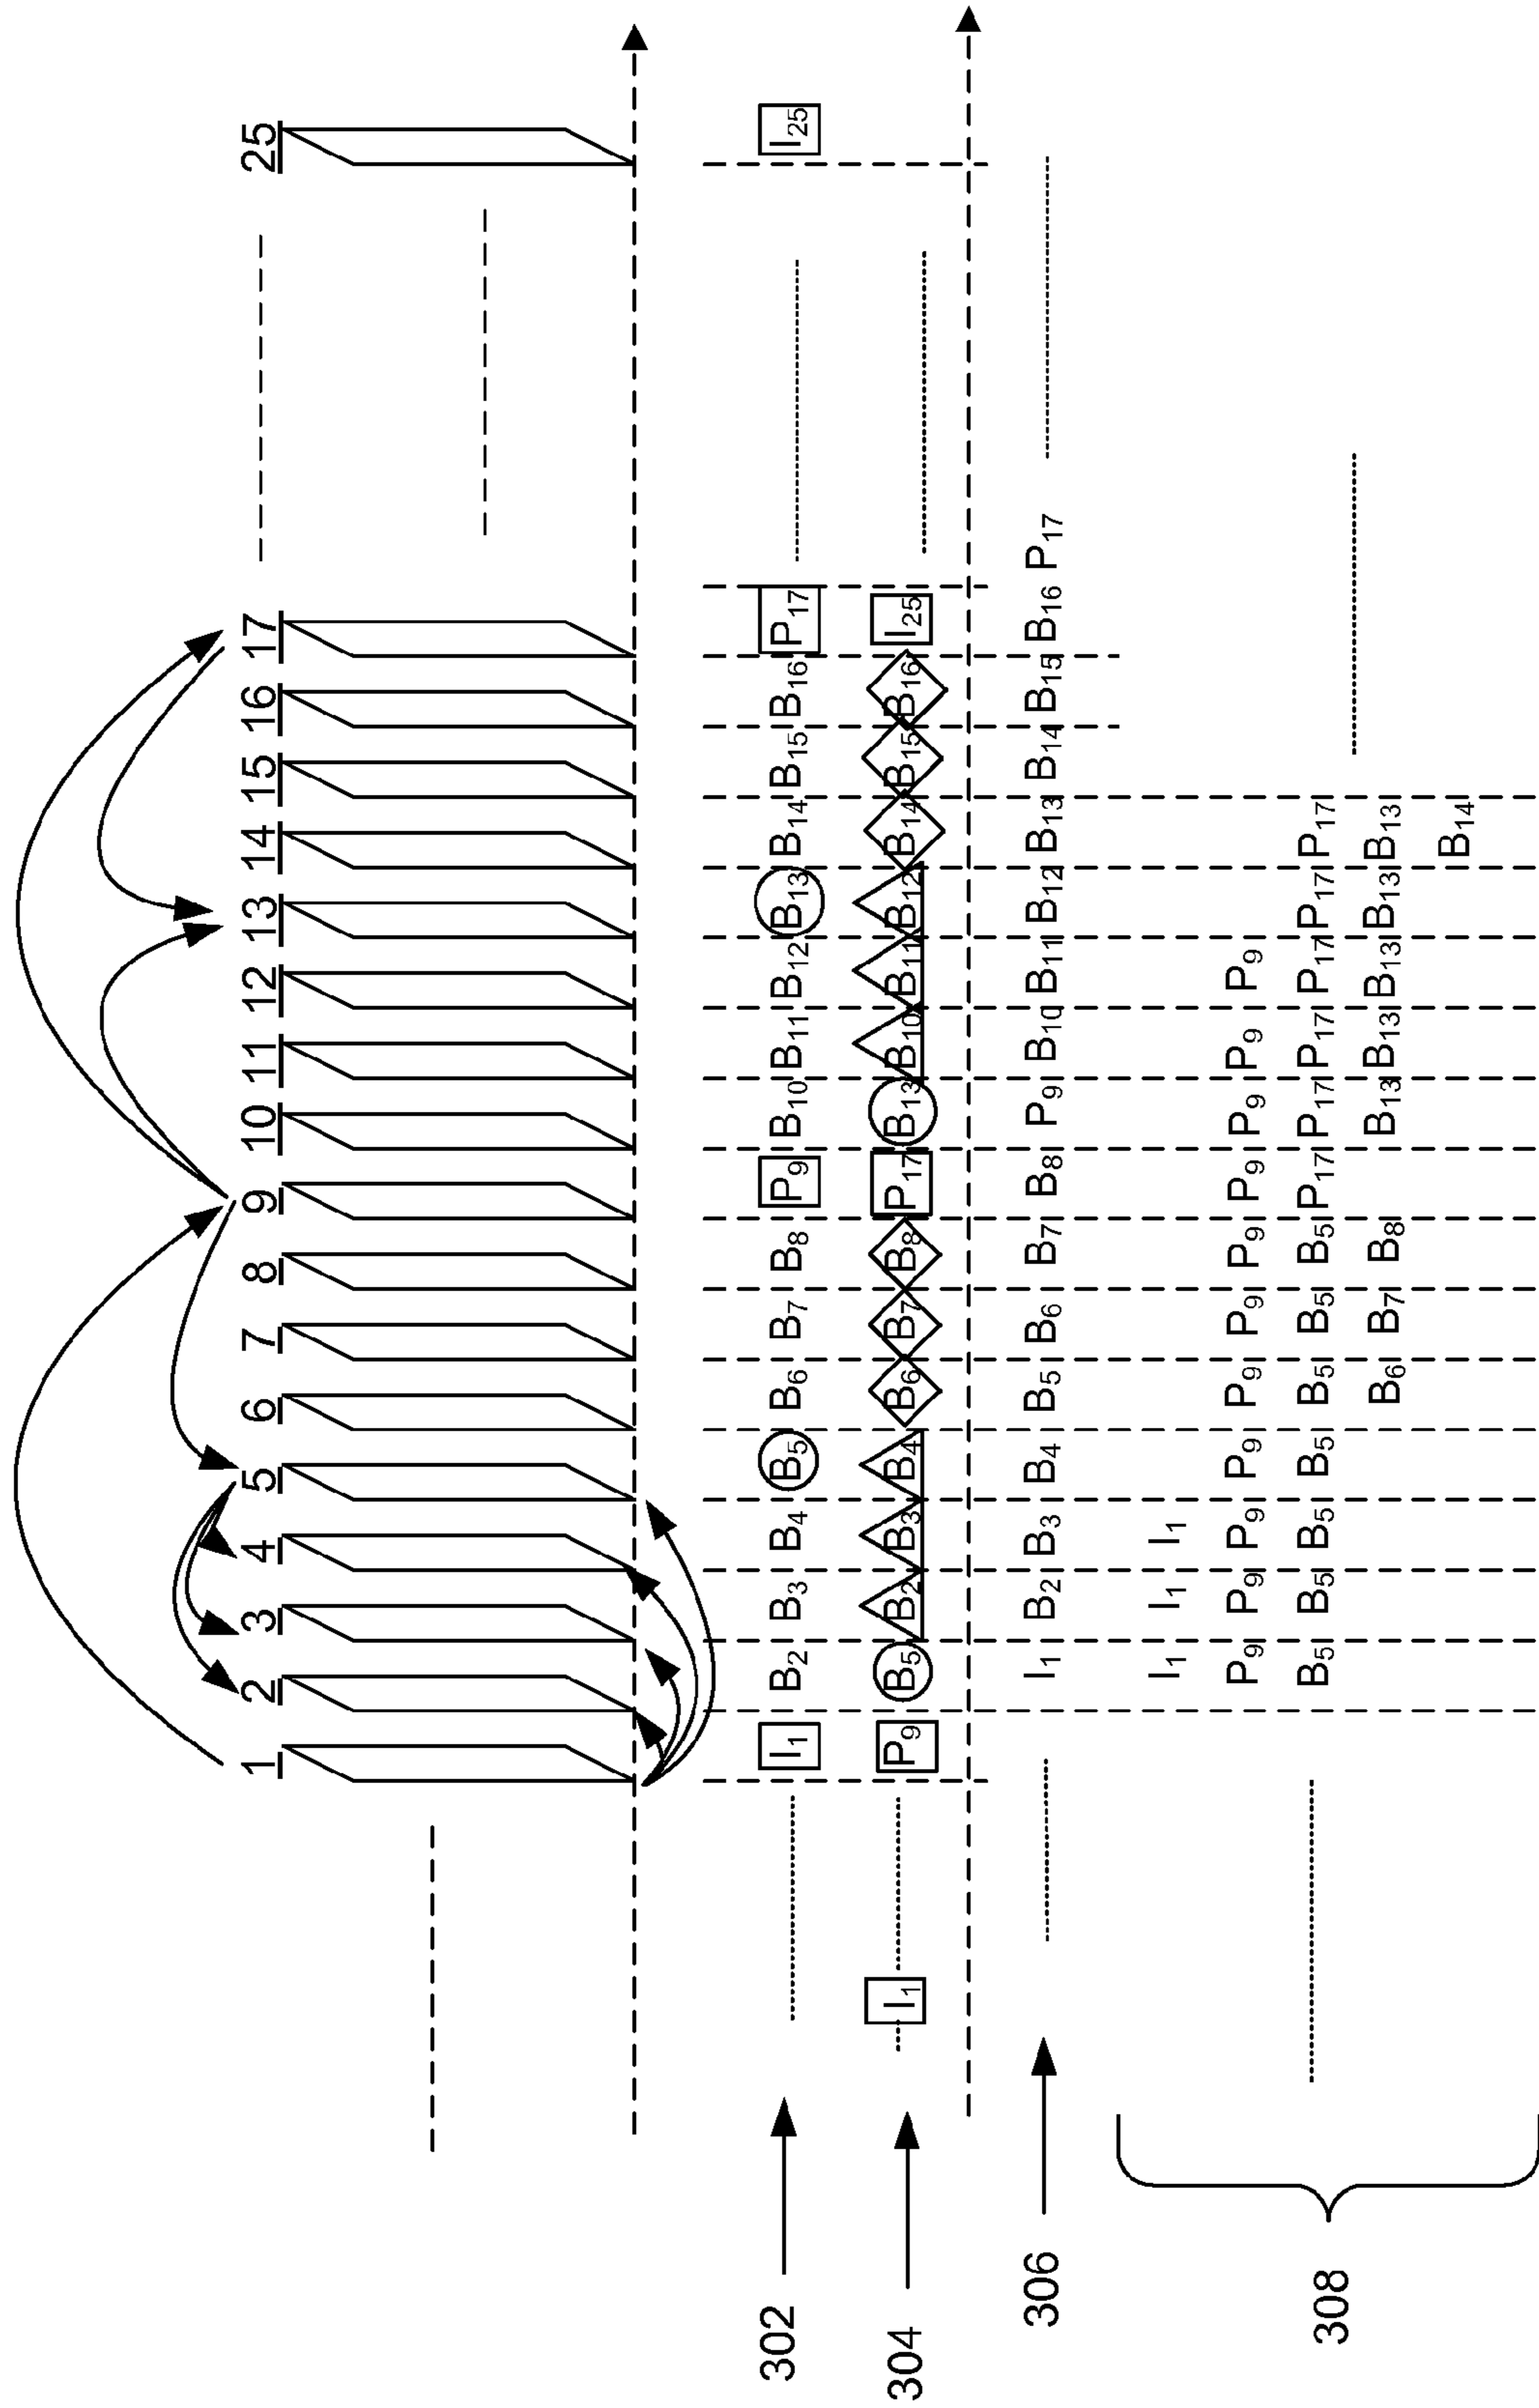 1 2 3 4 5 6 7 8 9 10 11 12 13 14 15 16 17 25
302 I1 B2 B3 B4 B5 B6 B7 B8 P9 B10 B11 B12 B13 B14 B15 B16 P17 I25
304 I1 P9 B5 B2 B3 B4 B6 B7 B8 P17 B13 B10 B11 B12 B14 B15 B16 I25
306 I1 B2 B3 B4 B5 B6 B7 B8 P9 B10 B11 B12 B13 B14 B15 B16 P17
308
I1 I1 I1
P9 P9 P9 P9 P9 P9 P9 P9 P9 P9 P9
B5 B5 B5 B5 B5 B5 B5 P17 P17 P17 P17 P17 P17
B6 B7 B8 B13 B13 B13 B13 B13
B14